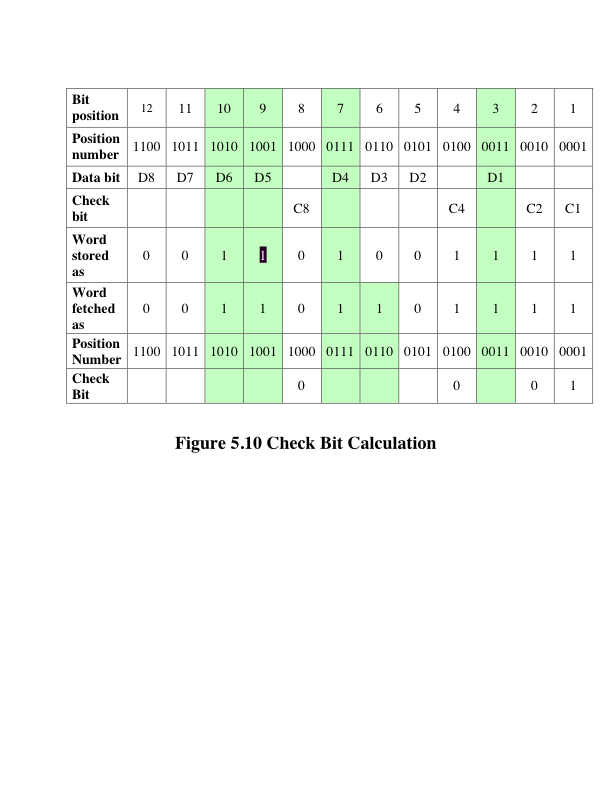 Bit position 12 11 10 9 8 7 6 5 4 3 2 1
Position number 1100 1011 1010 1001 1000 0111 0110 0101 0100 0011 0010 0001
Data bit D8 D7 D6 D5 D4 D3 D2 D1
Check bit C8 C4 C2 C1
Word stored as 0 0 1 1 0 1 0 0 1 1 1 1
Word fetched as 0 0 1 1 0 1 1 0 1 1 1 1
Position Number 1100 1011 1010 1001 1000 0111 0110 0101 0100 0011 0010 0001
Check Bit 0 0 0 1
Figure 5.10 Check Bit Calculation